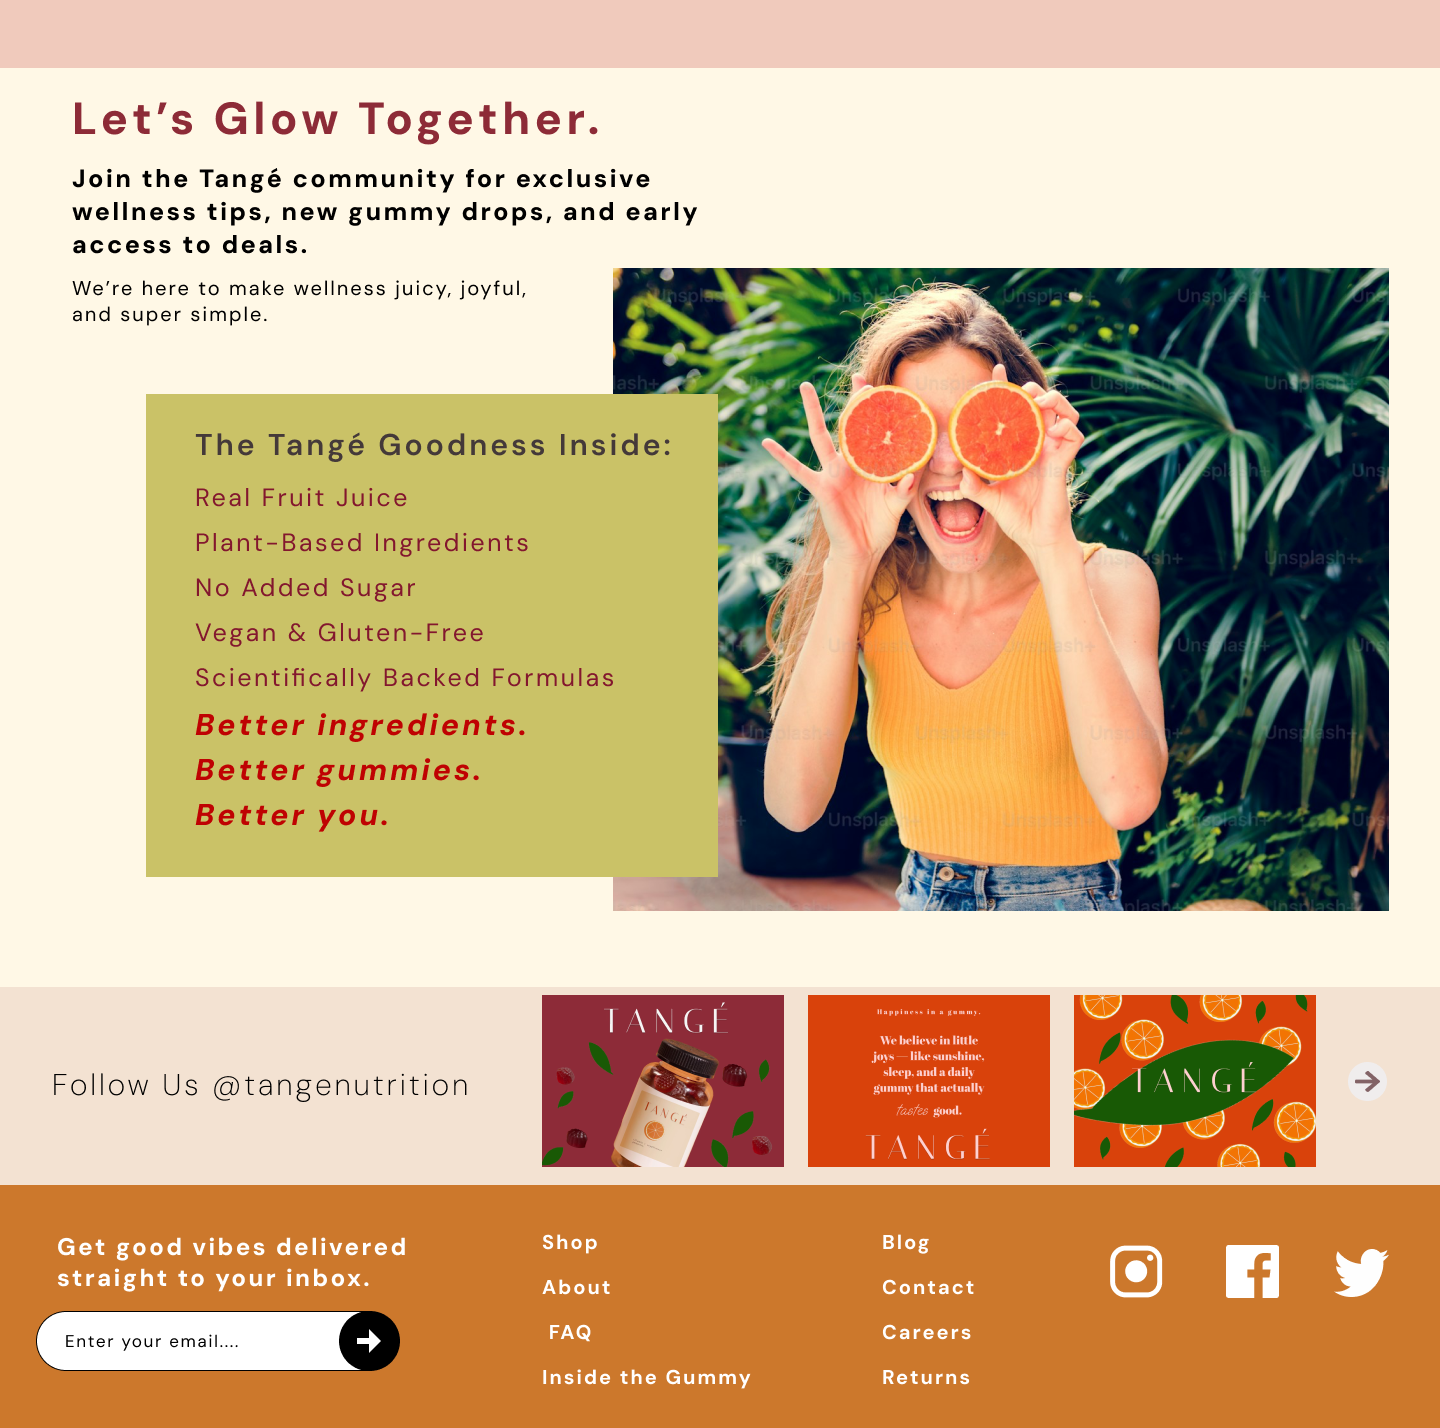 Let’s Glow Together.
Join the Tangé community for exclusive
wellness tips, new gummy drops, and early
access to deals.
We’re here to make wellness juicy, joyful,
and super simple.
The Tangé Goodness Inside:
Real Fruit Juice
Plant-Based Ingredients
No Added Sugar
Vegan & Gluten-Free
Scientifically Backed Formulas
Better ingredients.
Better gummies.
Better you.
Unsplash+
Follow Us @tangenutrition
TANGÉ
TANGÉ
Happiness in a gummy.
We believe in little
joys — like sunshine,
sleep, and a daily
gummy that actually
tastes good.
TANGÉ
TANGÉ
Get good vibes delivered
straight to your inbox.
Enter your email....
Shop
About
FAQ
Inside the Gummy
Blog
Contact
Careers
Returns